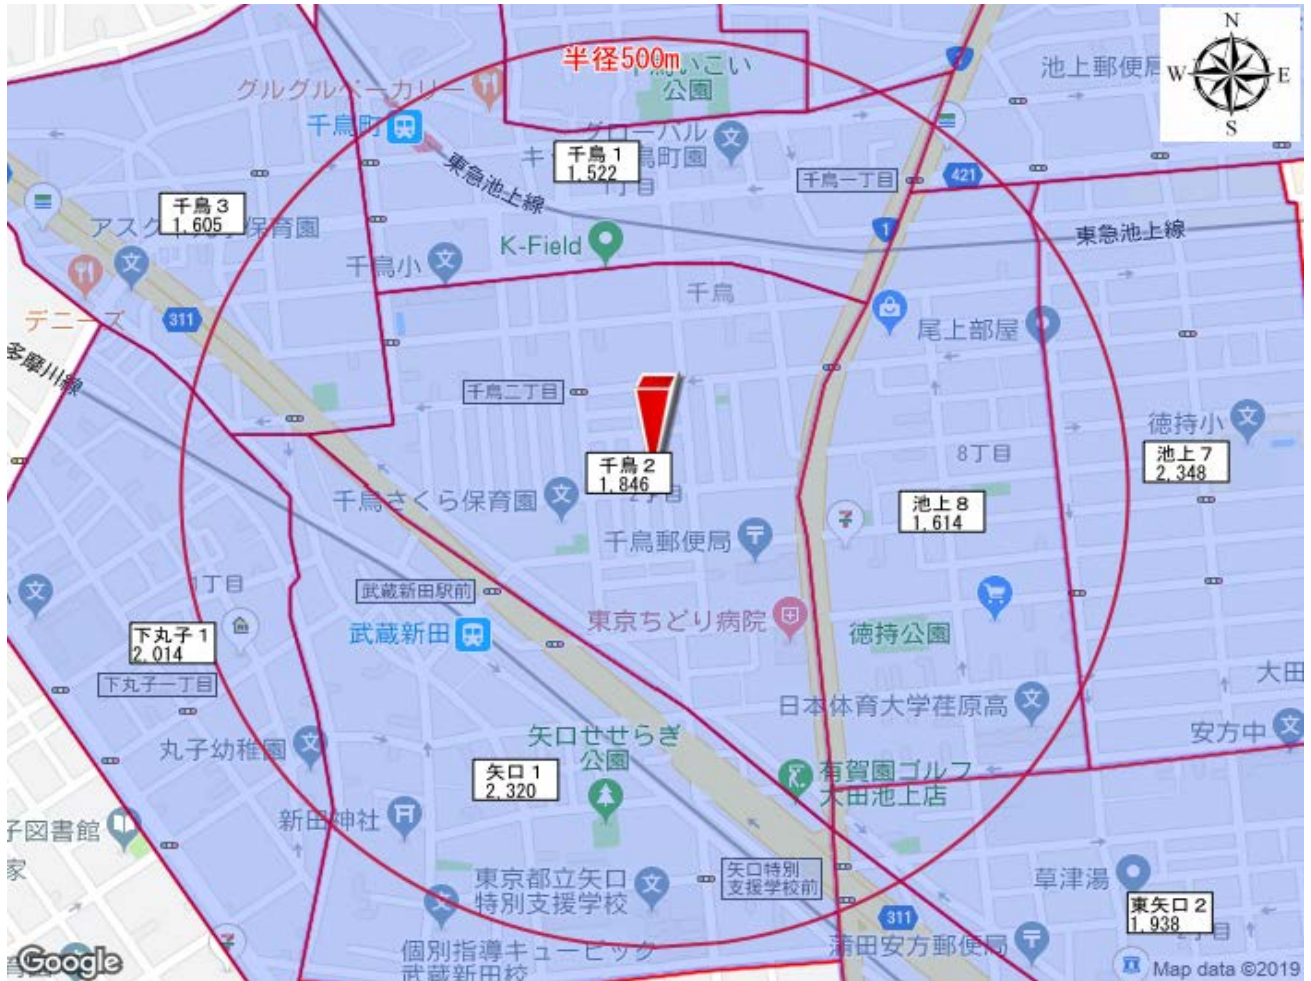 N
W E
S
半径500m
池上郵便局
いこい
公園
グルグルベーカリー
千鳥町
グローバル
千鳥1
1,522
町園
東急池上線
千鳥一丁目
421
千鳥3
1,605
保育園
K-Field
1
東急池上線
千鳥小
千鳥
デニーズ
311
尾上部屋
多摩川線
千鳥二丁目
徳持小
8丁目
池上7
2,348
千鳥2
1,846
千鳥さくら保育園
池上8
1,614
千鳥郵便局
1丁目
武蔵新田駅前
武蔵新田
東京ちどり病院
徳持公園
下丸子1
2,014
下丸子一丁目
大田
日本体育大学荏原高
安方中
丸子幼稚園
矢口せせらぎ
公園
矢口1
2,320
有賀園ゴルフ
大田池上店
新田神社
子図書館
家
東京都立矢口
特別支援学校
矢口特別
支援学校前
草津湯
東矢口2
1,938
311
個別指導キュービック
武蔵新田校
蒲田安方郵便局
Google
Map data ©2019